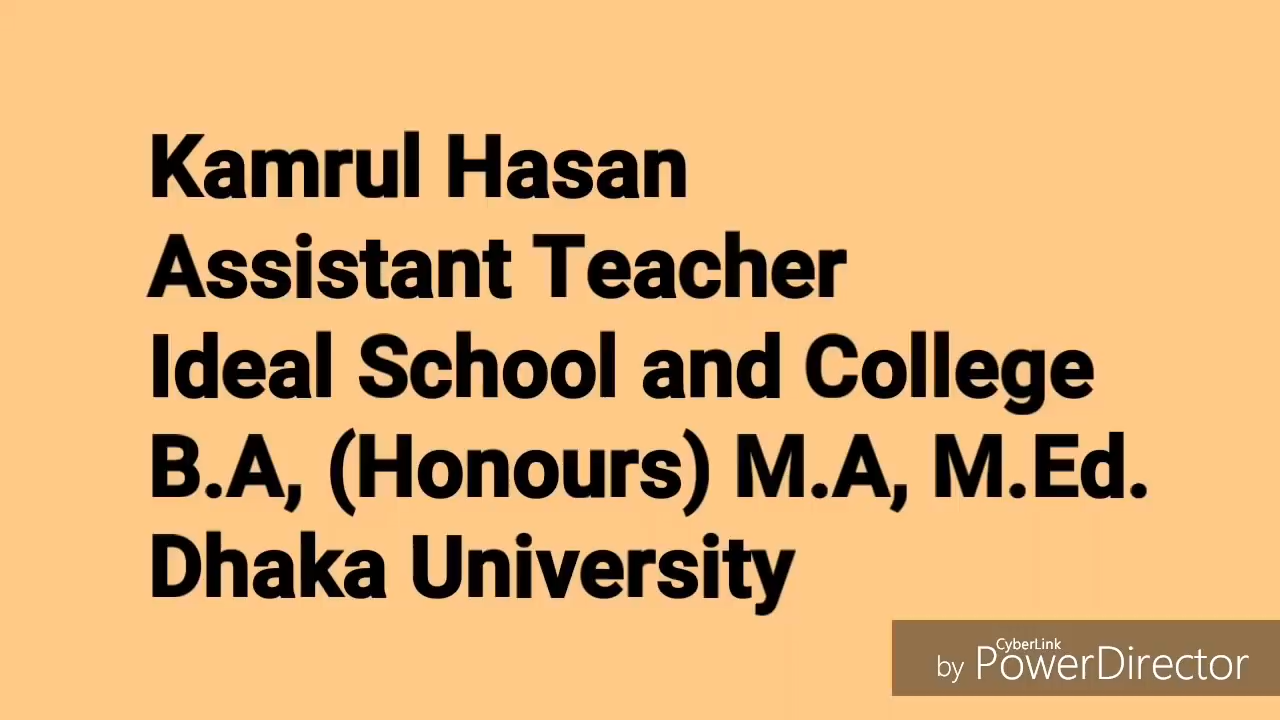 Kamrul Hasan
Assistant Teacher
Ideal School and College
B.A, (Honours) M.A, M.Ed.
Dhaka University
CyberLink
by PowerDirector